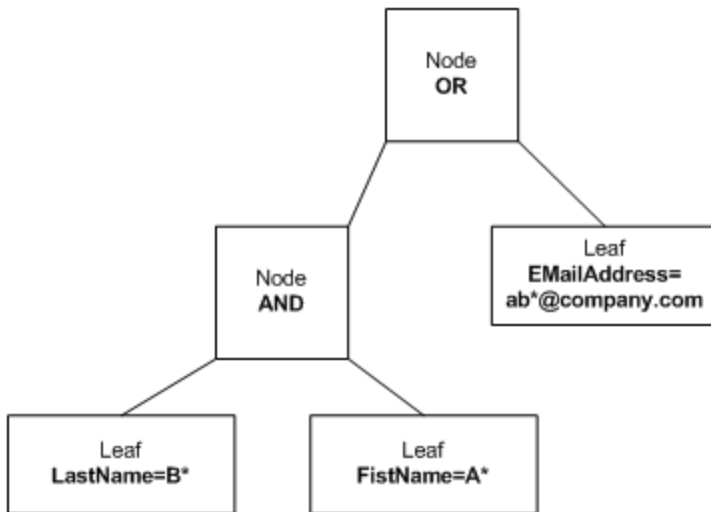 Node
OR
Node
AND
Leaf
EMailAddress=
ab*@company.com
Leaf
LastName=B*
Leaf
FistName=A*